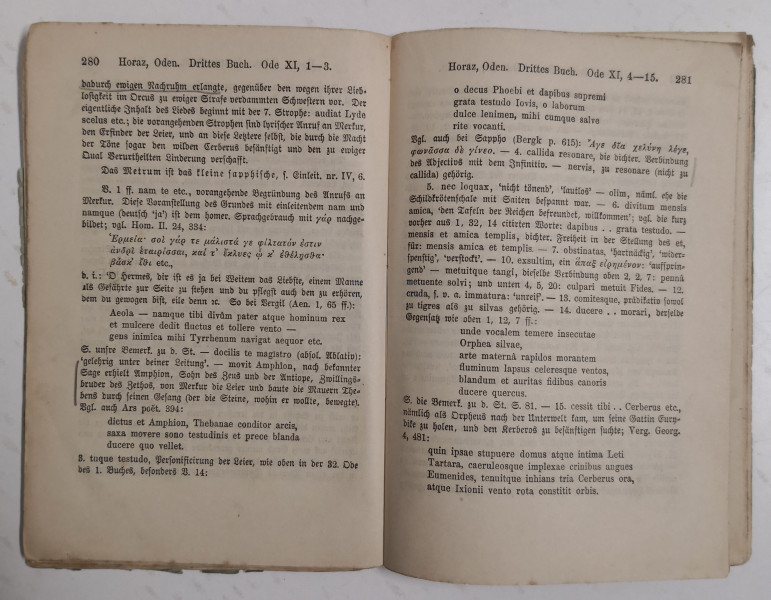 280 Horaz, Oden. Drittes Buch. Ode XI, 1—3.
dadurch ewigen Nachruhm erlangte, gegenüber den wegen ihrer Lieb-
losigkeit im Orcus zu ewiger Strafe verdammten Schwestern vor. Der
eigentliche Inhalt des Liedes beginnt mit der 7. Strophe: audiat Lyde
scelus etc.; die vorangehenden Strophen sind lyrischer Anruf an Merkur,
den Erfinder der Leier, und an diese Letztere selbst, die durch die Macht
der Töne sogar den wilden Cerberus besänftigt und den zu ewiger
Qual Verurtheilten Linderung verschafft.
Das Metrum ist das kleine sapphische, s. Einleit. nr. IV, 6.
V. 1 ff. nam te etc., vorangehende Begründung des Anrufs an
Merkur. Diese Voranstellung des Grundes mit einleitendem nam und
namque (deutsch 'ja') ist dem homer. Sprachgebrauch mit γάρ nachge-
bildet; vgl. Hom. Il. 24, 334:
Ἑρμεία· σοὶ γάρ τε μάλιστά γε φίλτατόν ἐστιν
ἀνδρὶ ἑταιρίσσαι, καί τ' ἔκλυες ᾧ κ' ἐθέλῃσθα·
βάσκ' ἴθι etc.,
d. i.: 'O Hermes, dir ist es ja bei Weitem das Liebste, einem Manne
als Gefährte zur Seite zu stehen und du pflegst auch den zu erhören,
dem du gewogen bist, eile denn ꝛc. So bei Vergil (Aen. 1, 65 ff.):
Aeola — namque tibi divûm pater atque hominum rex
et mulcere dedit fluctus et tollere vento —
gens inimica mihi Tyrrhenum navigat aequor etc.
S. unsre Bemerk. zu d. St. — docilis te magistro (absol. Ablativ):
'gelehrig unter deiner Leitung'. — movit Amphion, nach bekannter
Sage erhielt Amphion, Sohn des Zeus und der Antiope, Zwillings-
bruder des Zethos, von Merkur die Leier und baute die Mauern The-
bens durch seinen Gesang (der die Steine, wohin er wollte, bewegte).
Vgl. auch Ars poët. 394:
dictus et Amphion, Thebanae conditor arcis,
saxa movere sono testudinis et prece blanda
ducere quo vellet.
3. tuque testudo, Personificirung der Leier, wie oben in der 32. Ode
des 1. Buches, besonders V. 14:
Horaz, Oden. Drittes Buch. Ode XI, 4—15. 281
o decus Phoebi et dapibus supremi
grata testudo Iovis, o laborum
dulce lenimen, mihi cumque salve
rite vocanti.
Vgl. auch bei Sappho (Bergk p. 615): Ἄγε δῖα χελύνη λέγε,
φωνᾶσσα δὲ γίνεο. — 4. callida resonare, die dichter. Verbindung
des Adjectivs mit dem Infinitiv. — nervis, zu resonare (nicht zu
callida) gehörig.
5. nec loquax, 'nicht tönend', 'lautlos' — olim, näml. ehe die
Schildkrötenschale mit Saiten bespannt war. — 6. divitum mensis
amica, 'den Tafeln der Reichen befreundet, willkommen'; vgl. die kurz
vorher aus 1, 32, 14 citirten Worte: dapibus . . grata testudo. —
mensis et amica templis, dichter. Freiheit in der Stellung des et,
für: mensis amica et templis. — 7. obstinatas, 'hartnäckig', 'wider-
spenstig', 'verstockt'. — 10. exsultim, ein ἅπαξ εἰρημένον: 'aufsprin-
gend' — metuitque tangi, dieselbe Verbindung oben 2, 2, 7: pennâ
metuente solvi; und unten 4, 5, 20: culpari metuit Fides. — 12.
cruda, s. v. a. immatura: 'unreif'. — 13. comitesque, prädikativ sowol
zu tigres als zu silvas gehörig. — 14. ducere . . morari, derselbe
Gegensatz wie oben 1, 12, 7 ff.:
unde vocalem temere insecutae
Orphea silvae,
arte maternâ rapidos morantem
fluminum lapsus celeresque ventos,
blandum et auritas fidibus canoris
ducere quercus.
S. die Bemerk. zu d. St. S. 81. — 15. cessit tibi . . Cerberus etc.,
nämlich als Orpheus nach der Unterwelt kam, um seine Gattin Eury-
dike zu holen, und den Kerberos zu besänftigen suchte; Verg. Georg.
4, 481:
quin ipsae stupuere domus atque intima Leti
Tartara, caeruleosque implexae crinibus angues
Eumenides, tenuitque inhians tria Cerberus ora,
atque Ixionii vento rota constitit orbis.